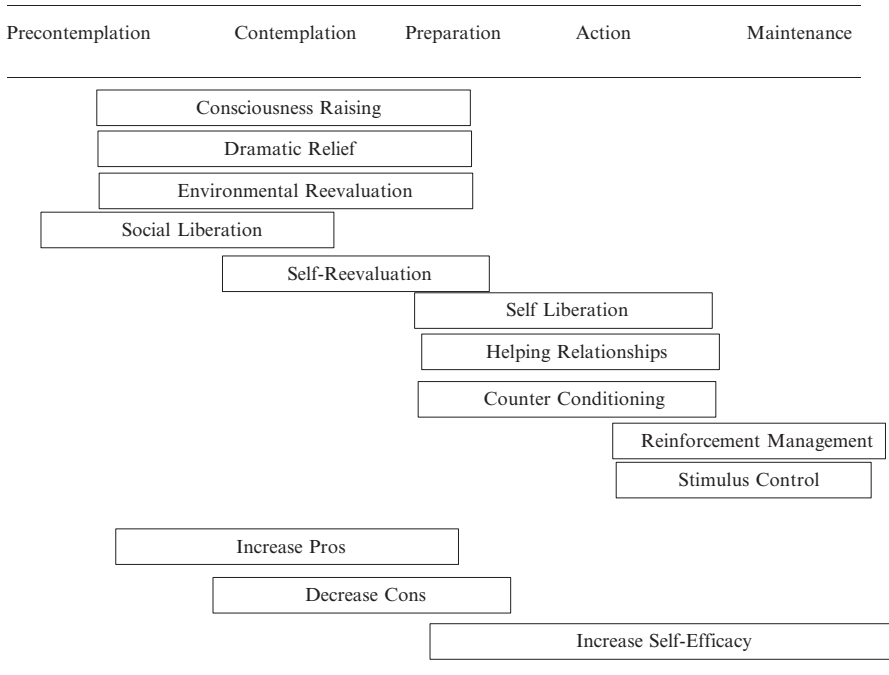 Precontemplation Contemplation Preparation Action Maintenance
Consciousness Raising
Dramatic Relief
Environmental Reevaluation
Social Liberation
Self-Reevaluation
Self Liberation
Helping Relationships
Counter Conditioning
Reinforcement Management
Stimulus Control
Increase Pros
Decrease Cons
Increase Self-Efficacy